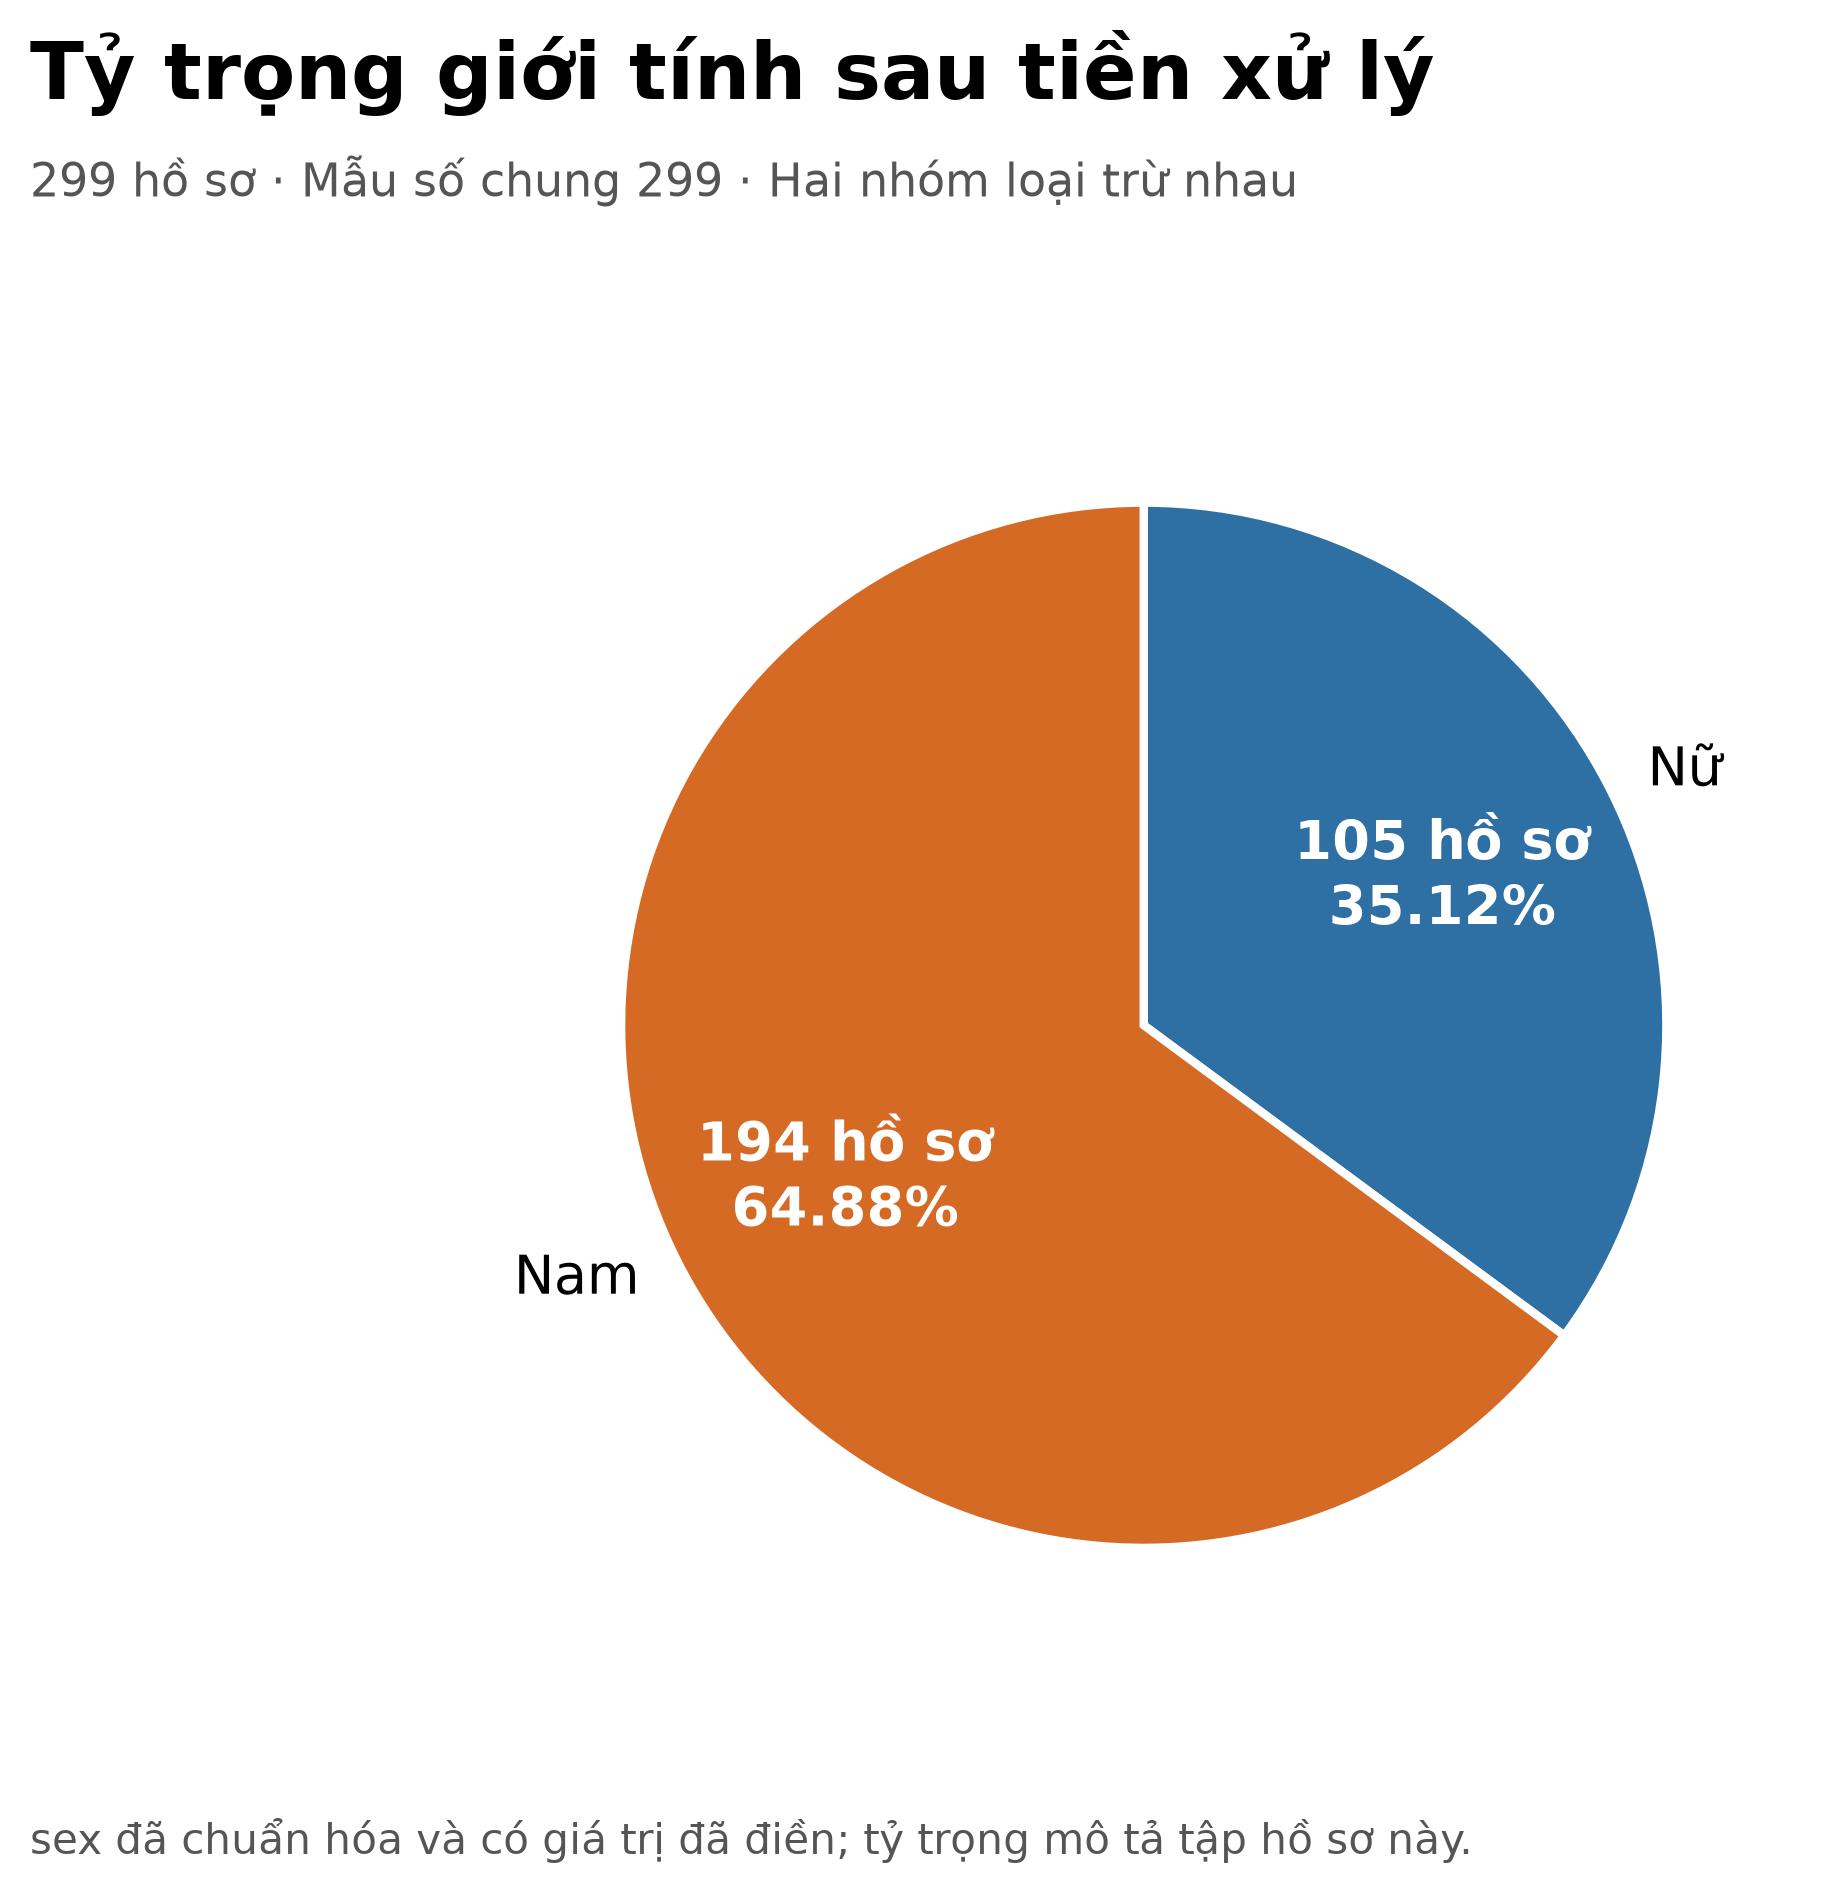 Tỷ trọng giới tính sau tiền xử lý
299 hồ sơ · Mẫu số chung 299 · Hai nhóm loại trừ nhau
Nữ
105 hồ sơ
35.12%
194 hồ sơ
64.88%
Nam
sex đã chuẩn hóa và có giá trị đã điền; tỷ trọng mô tả tập hồ sơ này.